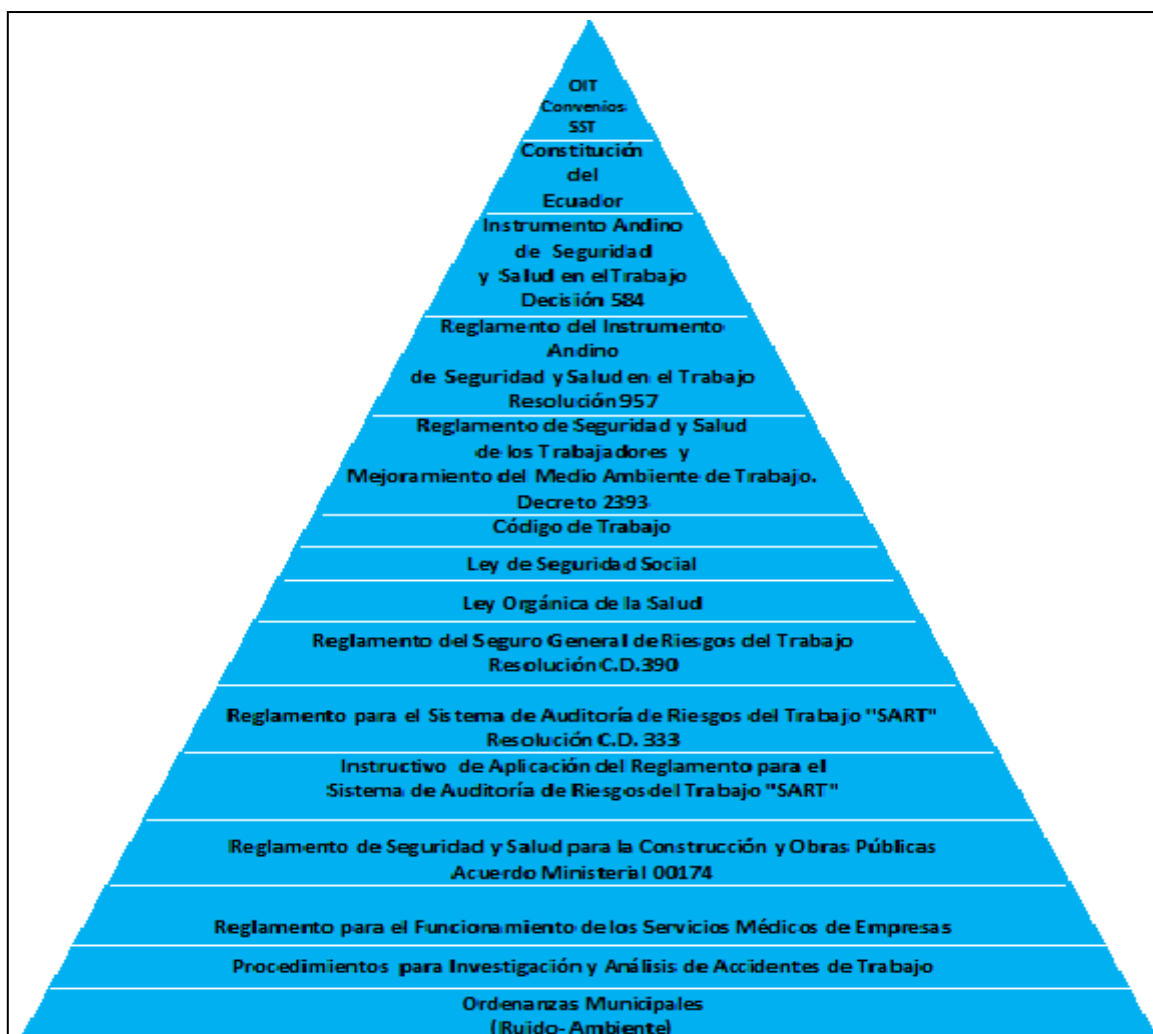 OIT
Convenios
SST
Constitución
del
Ecuador
Instrumento Andino
de Seguridad
y Salud en el Trabajo
Decisión 584
Reglamento del Instrumento
Andino
de Seguridad y Salud en el Trabajo
Resolución 957
Reglamento de Seguridad y Salud
de los Trabajadores y
Mejoramiento del Medio Ambiente de Trabajo.
Decreto 2393
Código de Trabajo
Ley de Seguridad Social
Ley Orgánica de la Salud
Reglamento del Seguro General de Riesgos del Trabajo
Resolución C.D.390
Reglamento para el Sistema de Auditoría de Riesgos del Trabajo "SART"
Resolución C.D. 333
Instructivo de Aplicación del Reglamento para el
Sistema de Auditoría de Riesgos del Trabajo "SART"
Reglamento de Seguridad y Salud para la Construcción y Obras Públicas
Acuerdo Ministerial 00174
Reglamento para el Funcionamiento de los Servicios Médicos de Empresas
Procedimientos para Investigación y Análisis de Accidentes de Trabajo
Ordenanzas Municipales
(Ruido-Ambiente)